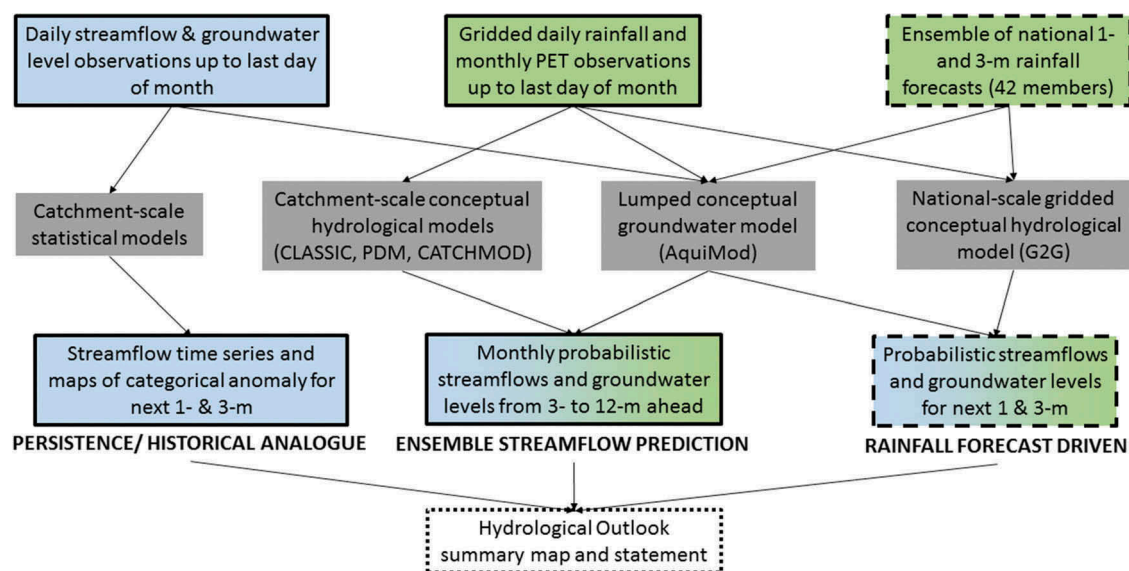 Daily streamflow & groundwater
level observations up to last day
of month
Gridded daily rainfall and
monthly PET observations
up to last day of month
Ensemble of national 1-
and 3-m rainfall
forecasts (42 members)
Catchment-scale
statistical models
Catchment-scale conceptual
hydrological models
(CLASSIC, PDM, CATCHMOD)
Lumped conceptual
groundwater model
(AquiMod)
National-scale gridded
conceptual hydrological
model (G2G)
Streamflow time series and
maps of categorical anomaly for
next 1- & 3-m
Monthly probabilistic
streamflows and groundwater
levels from 3- to 12-m ahead
Probabilistic streamflows
and groundwater levels
for next 1 & 3-m
PERSISTENCE/ HISTORICAL ANALOGUE
ENSEMBLE STREAMFLOW PREDICTION
RAINFALL FORECAST DRIVEN
Hydrological Outlook
summary map and statement